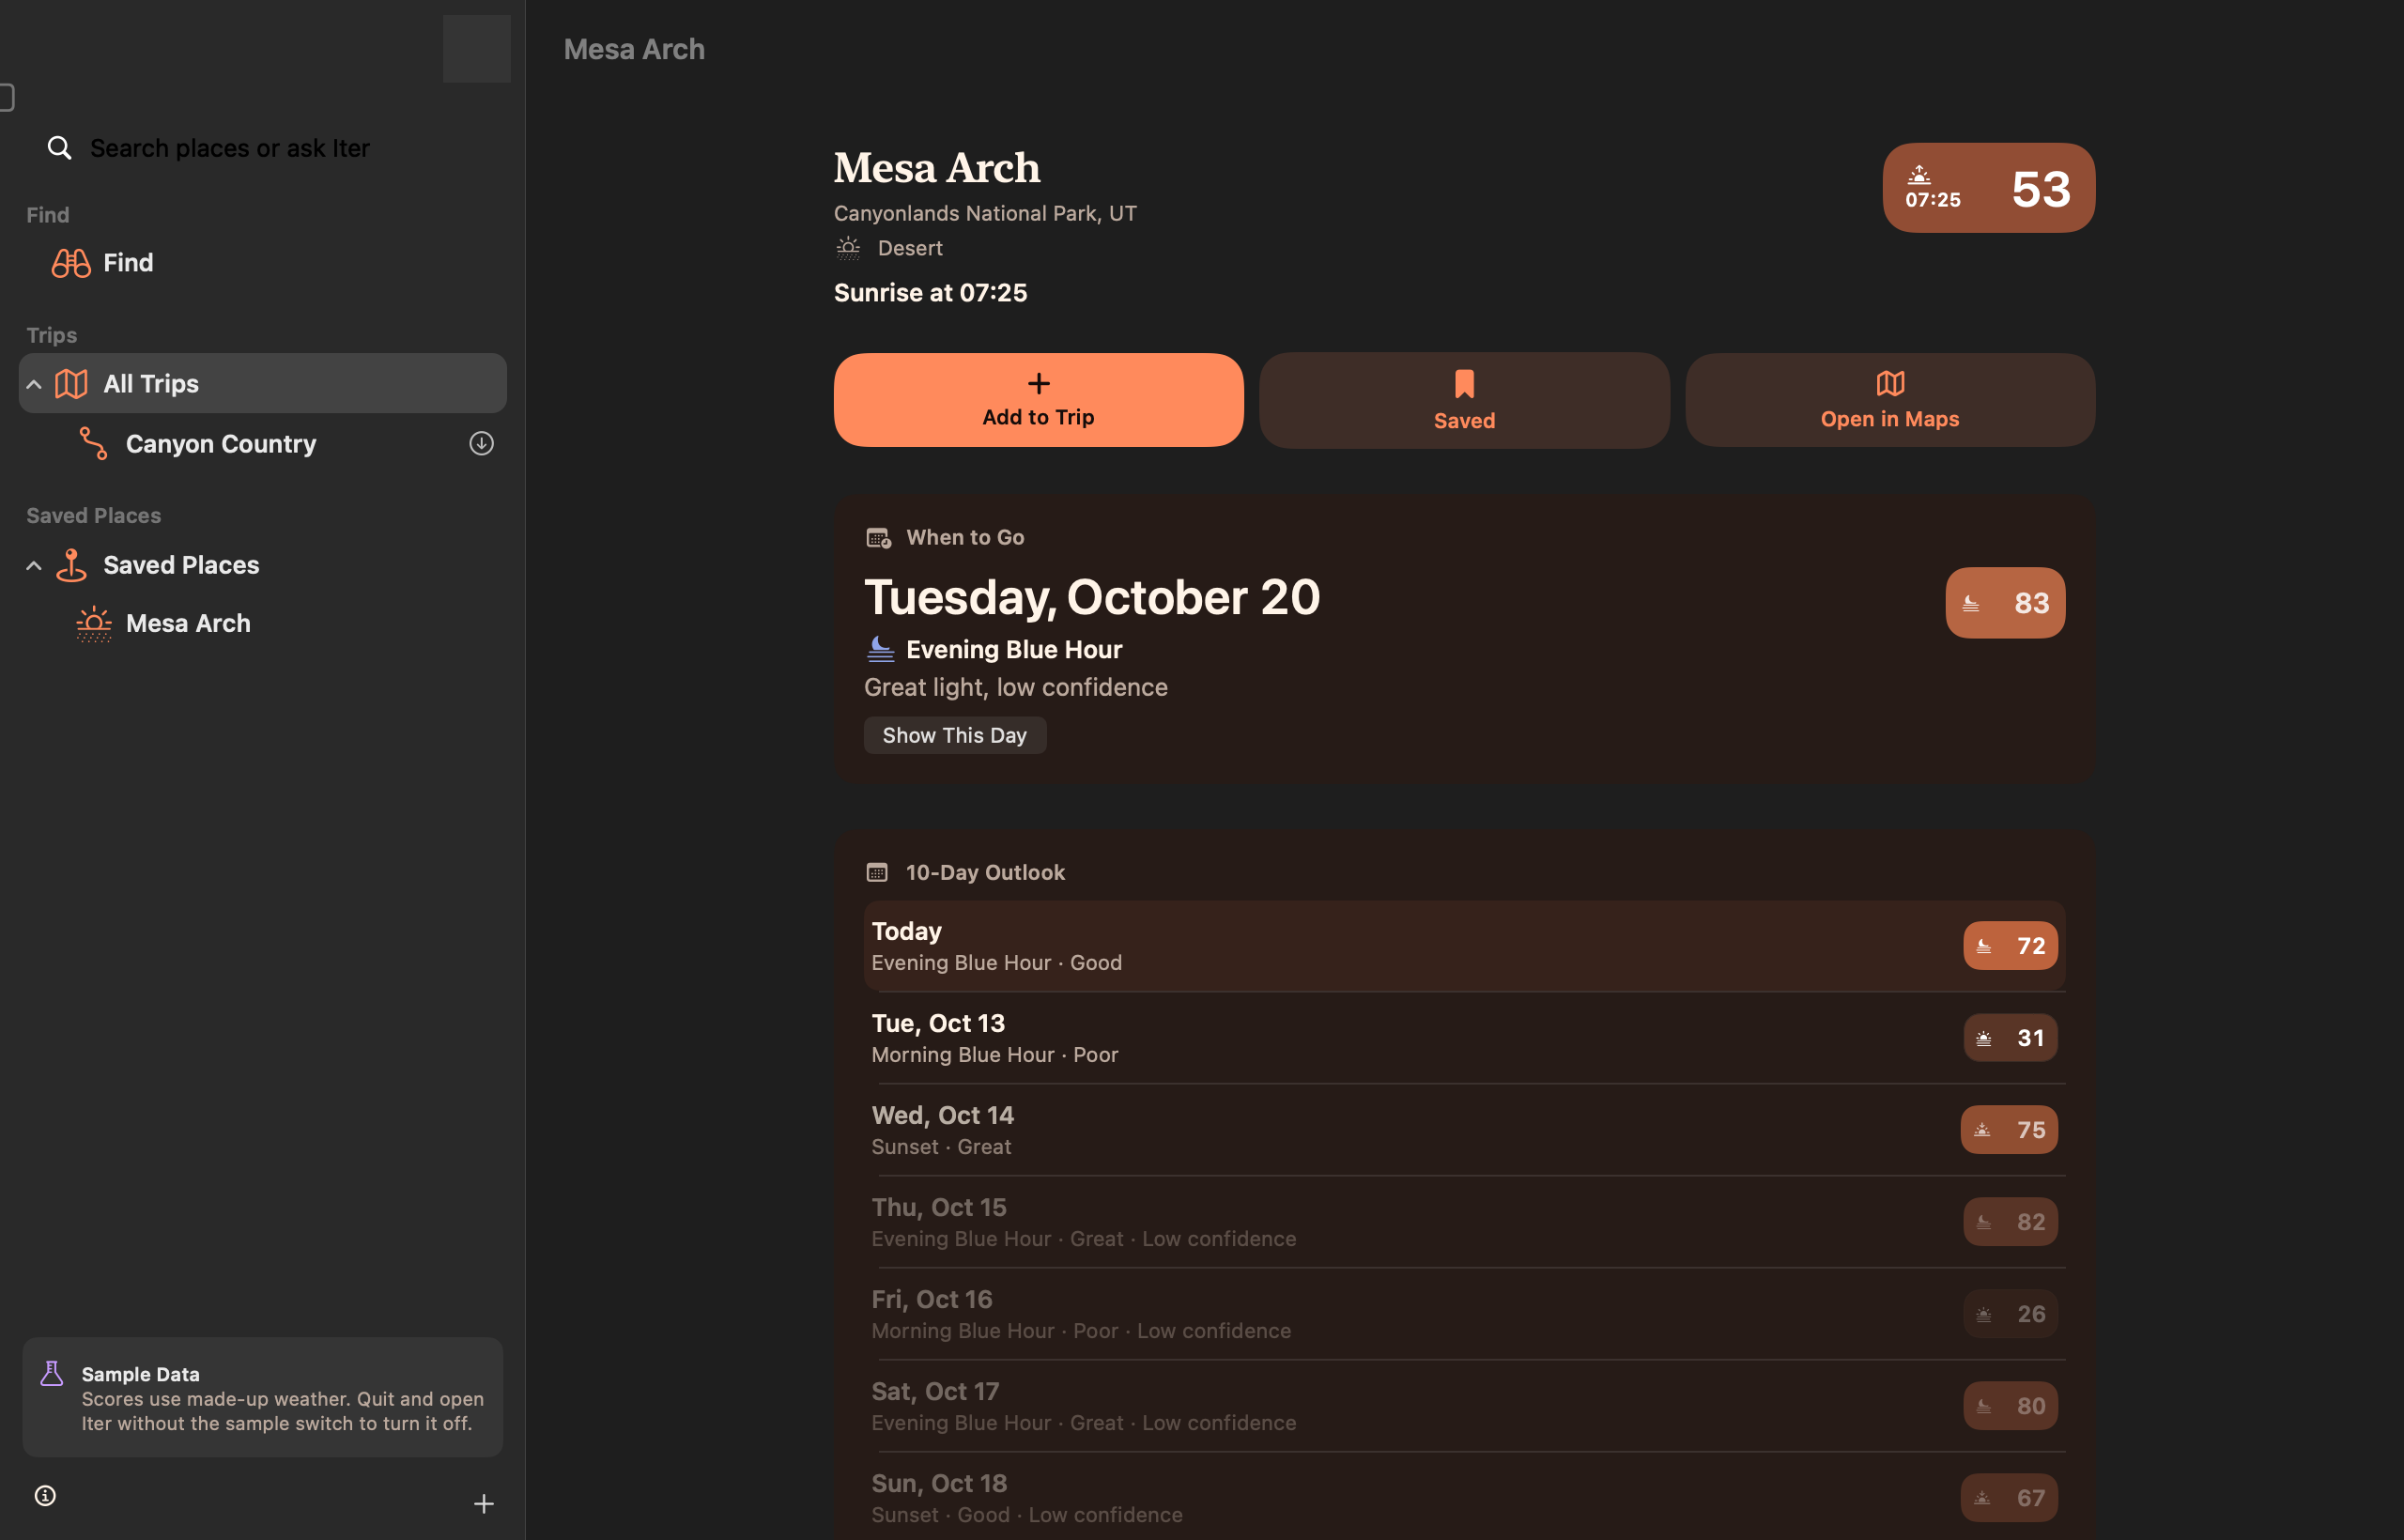 Mesa Arch
Search places or ask Iter
Find
Find
Trips
All Trips
Canyon Country
Saved Places
Saved Places
Mesa Arch
Sample Data
Scores use made-up weather. Quit and open
Iter without the sample switch to turn it off.
Mesa Arch
Canyonlands National Park, UT
Desert
Sunrise at 07:25
07:25
53
Add to Trip
Saved
Open in Maps
When to Go
Tuesday, October 20
83
Evening Blue Hour
Great light, low confidence
Show This Day
10-Day Outlook
Today
Evening Blue Hour · Good
72
Tue, Oct 13
Morning Blue Hour · Poor
31
Wed, Oct 14
Sunset · Great
75
Thu, Oct 15
Evening Blue Hour · Great · Low confidence
82
Fri, Oct 16
Morning Blue Hour · Poor · Low confidence
26
Sat, Oct 17
Evening Blue Hour · Great · Low confidence
80
Sun, Oct 18
Sunset · Good · Low confidence
67